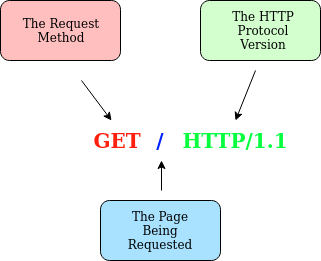 The Request
Method
The HTTP
Protocol
Version
GET / HTTP/1.1
The Page
Being
Requested